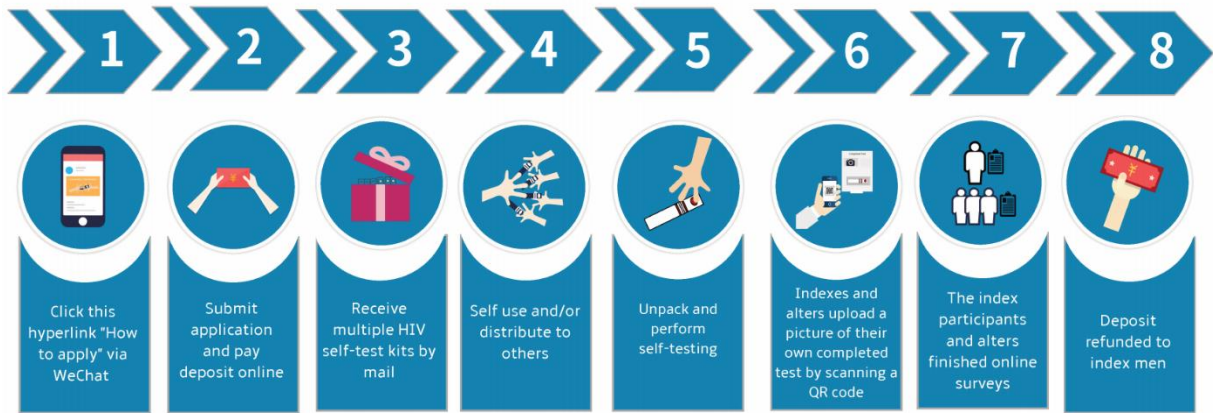 1
2
3
4
5
6
7
8
Click this
hyperlink "How
to apply" via
WeChat
Submit
application
and pay
deposit online
Receive
multiple HIV
self-test kits by
mail
Self use and/or
distribute to
others
Unpack and
perform
self-testing
Indexes and
alters upload a
picture of their
own completed
test by scanning a
QR code
The index
participants
and alters
finished online
surveys
Deposit
refunded to
index men